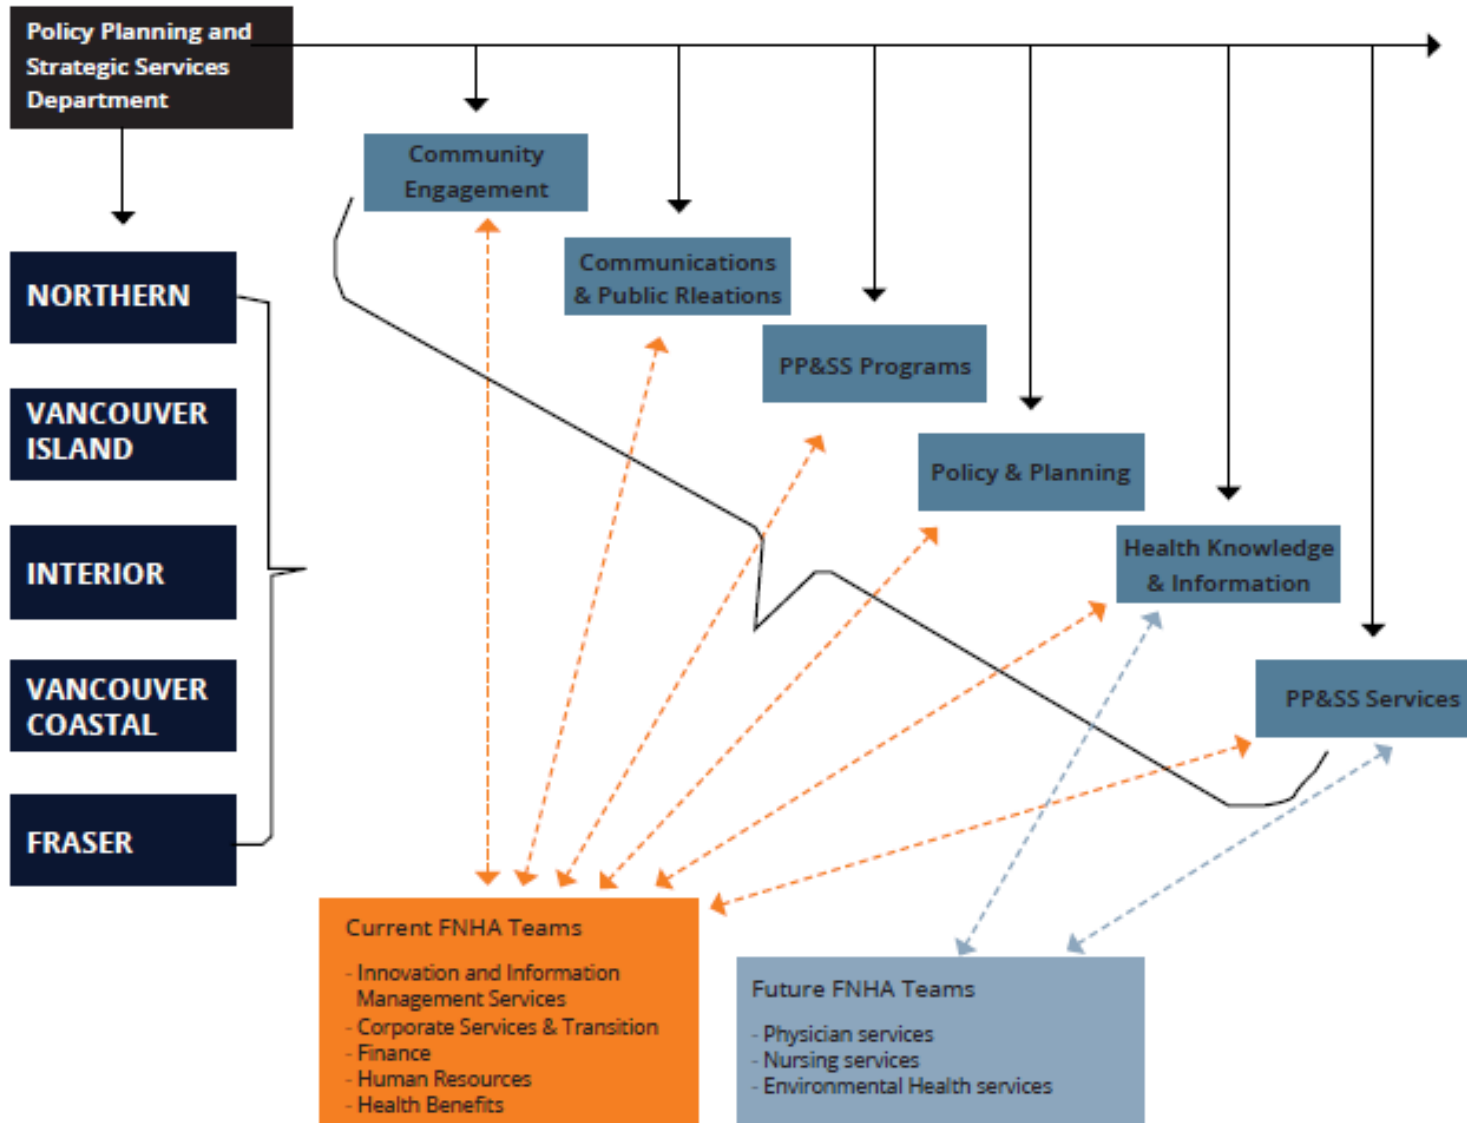 Policy Planning and
Strategic Services
Department
Community
Engagement
Communications
& Public Rleations
PP&SS Programs
Policy & Planning
Health Knowledge
& Information
PP&SS Services
NORTHERN
VANCOUVER
ISLAND
INTERIOR
VANCOUVER
COASTAL
FRASER
Current FNHA Teams
- Innovation and Information
Management Services
- Corporate Services & Transition
- Finance
- Human Resources
- Health Benefits
Future FNHA Teams
- Physician services
- Nursing services
- Environmental Health services